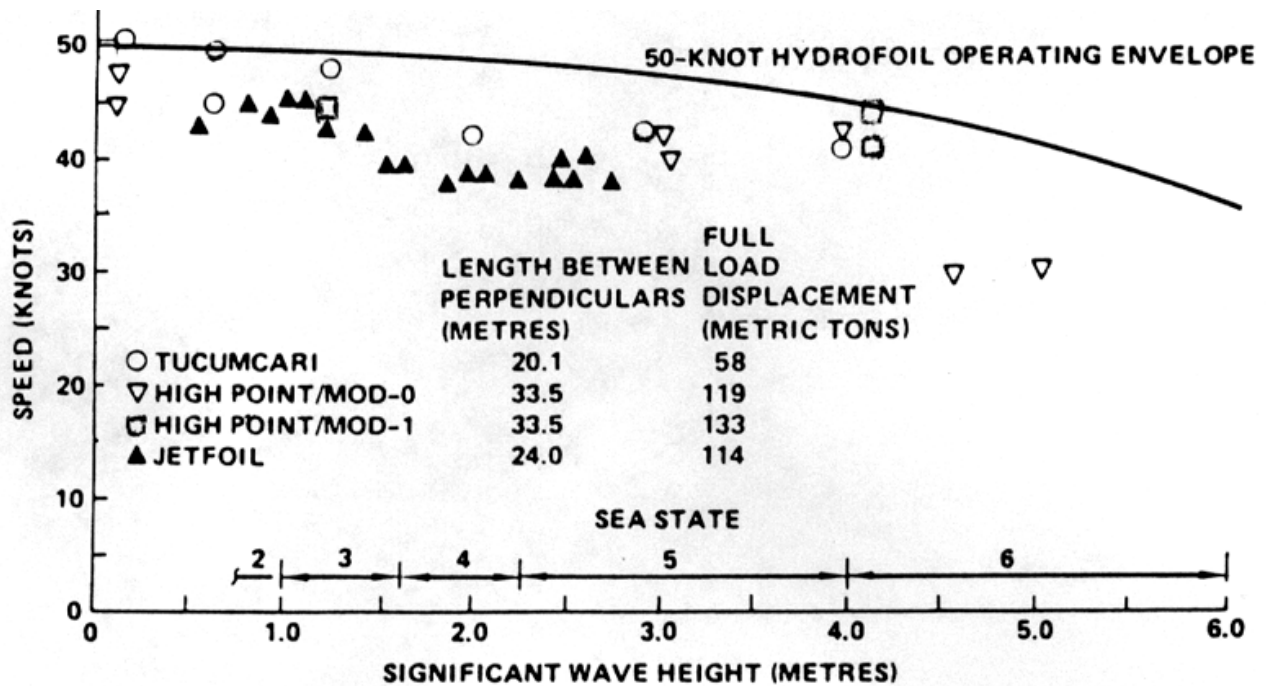 50
50-KNOT HYDROFOIL OPERATING ENVELOPE
40
30
20
10
0
SPEED (KNOTS)
LENGTH BETWEEN PERPENDICULARS (METRES)
FULL LOAD DISPLACEMENT (METRIC TONS)
TUCUMCARI 20.1 58
HIGH POINT/MOD-0 33.5 119
HIGH POINT/MOD-1 33.5 133
JETFOIL 24.0 114
SEA STATE
2 3 4 5 6
0 1.0 2.0 3.0 4.0 5.0 6.0
SIGNIFICANT WAVE HEIGHT (METRES)